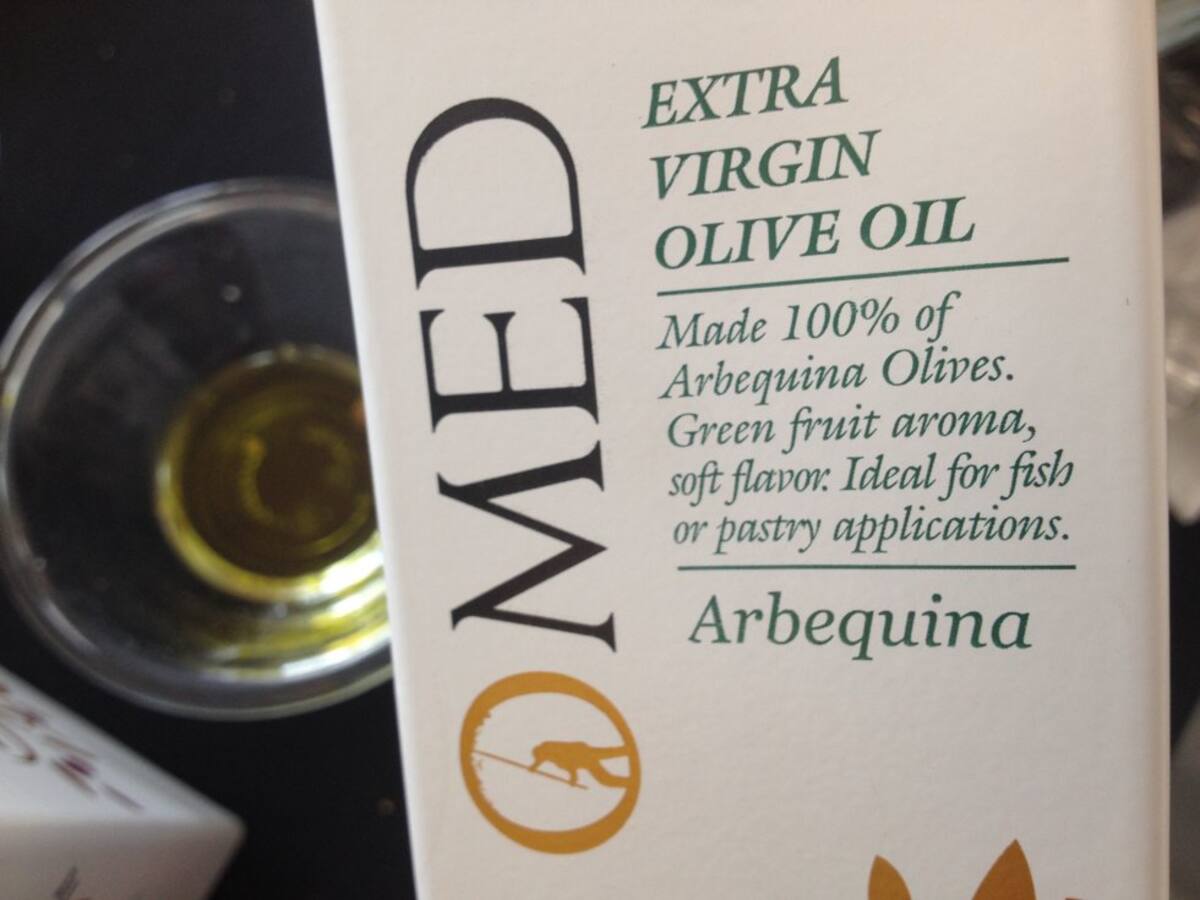 OMED
EXTRA
VIRGIN
OLIVE OIL
Made 100% of
Arbequina Olives.
Green fruit aroma,
soft flavor. Ideal for fish
or pastry applications.
Arbequina